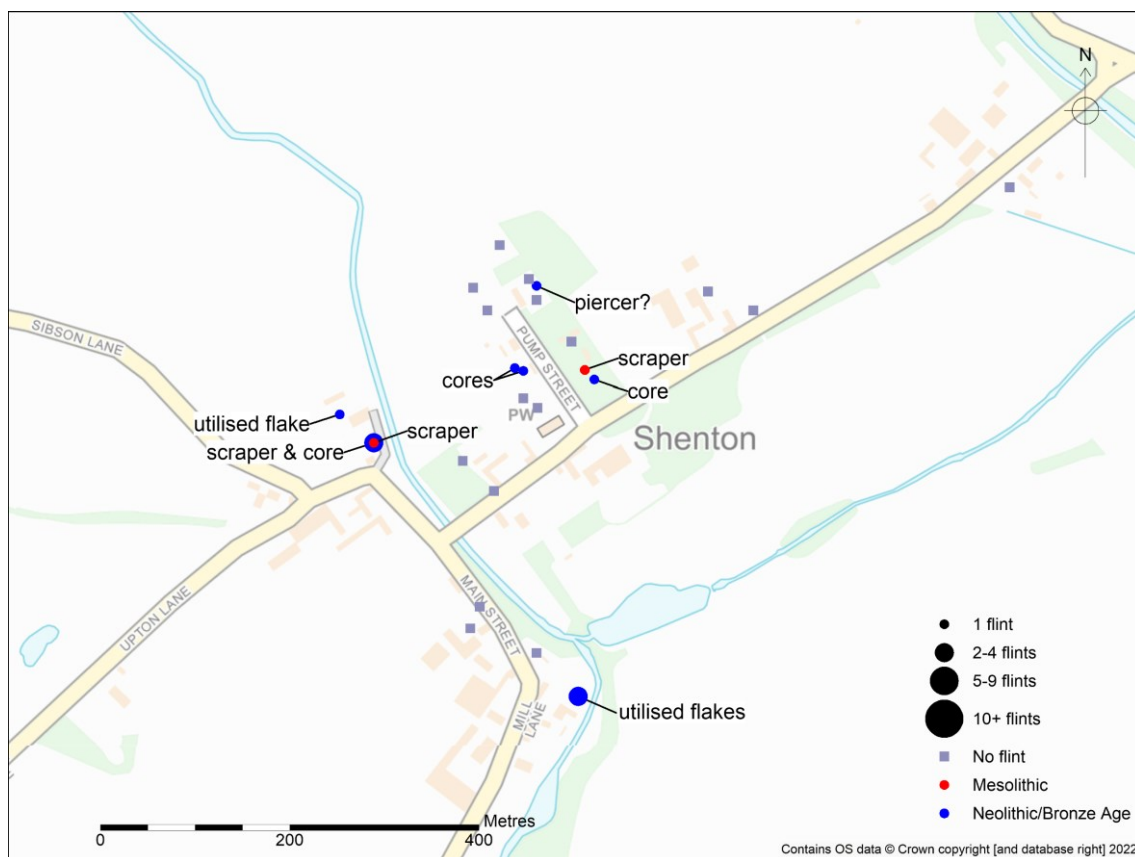 N
SIBSON LANE
piercer?
PUMP STREET
scraper
cores
core
PW
utilised flake
scraper
scraper & core
Shenton
UPTON LANE
MAIN STREET
MILL
LANE
utilised flakes
1 flint
2-4 flints
5-9 flints
10+ flints
No flint
Mesolithic
Neolithic/Bronze Age
Metres
0
200
400
Contains OS data © Crown copyright [and database right] 2022